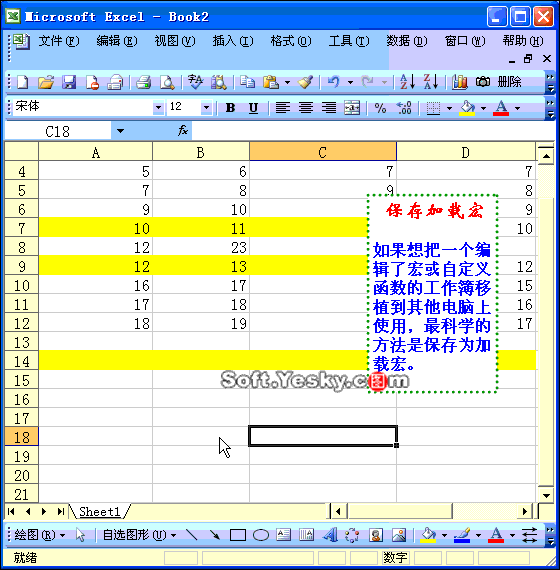 Microsoft Excel - Book2
文件(F) 编辑(E) 视图(V) 插入(I) 格式(O) 工具(T) 数据(D) 窗口(W) 帮助(H)
删除
宋体 12 B U
C18 fx
A B C D
4 5 6 7 7
5 7 8 9 8
6 9 10 9
7 10 11 10
8 12 23
9 12 13 12
10 16 17 15
11 17 18 16
12 18 19 17
13
14
15
16
17
18
19
20
21
保存加载宏
如果想把一个编
辑了宏或自定义
函数的工作簿移
植到其他电脑上
使用，最科学的
方法是保存为加
载宏。
Soft.Yesky.com
Sheet1
绘图(R) 自选图形(U)
就绪 数字